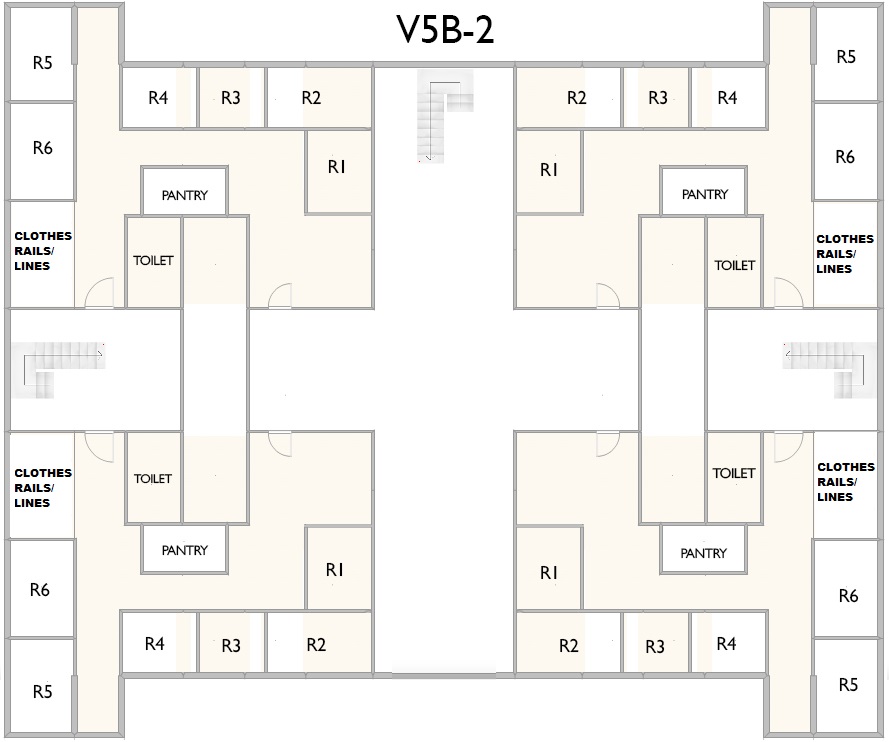 V5B-2
R5
R4
R3
R2
R2
R3
R4
R5
R6
R1
R1
R6
PANTRY
PANTRY
CLOTHES
RAILS/
LINES
TOILET
TOILET
CLOTHES
RAILS/
LINES
CLOTHES
RAILS/
LINES
TOILET
TOILET
CLOTHES
RAILS/
LINES
PANTRY
PANTRY
R6
R1
R1
R6
R4
R3
R2
R2
R3
R4
R5
R5